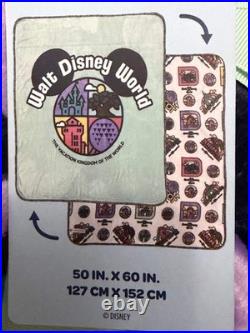 Walt Disney World
THE VACATION KINGDOM OF THE WORLD
50 IN. X 60 IN.
127 CM X 152 CM
© DISNEY